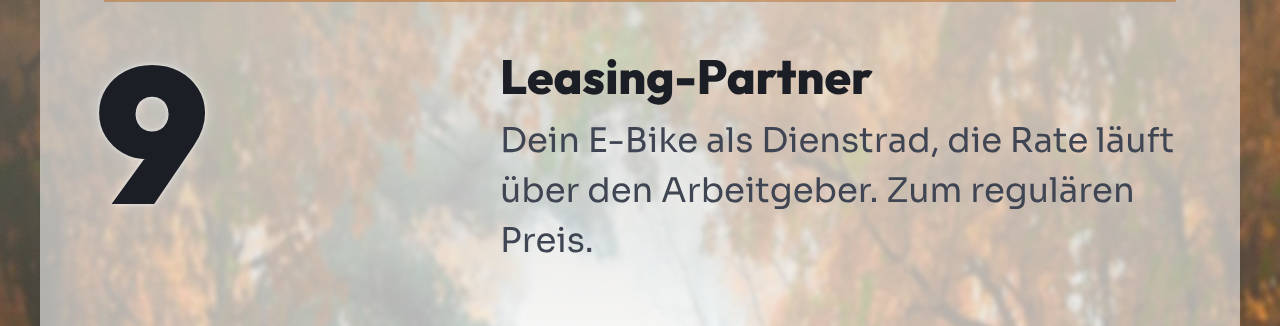 9
Leasing-Partner
Dein E-Bike als Dienstrad, die Rate läuft
über den Arbeitgeber. Zum regulären
Preis.